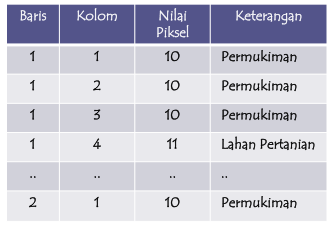 Baris Kolom Nilai Piksel Keterangan
1 1 10 Permukiman
1 2 10 Permukiman
1 3 10 Permukiman
1 4 11 Lahan Pertanian
.. .. .. ..
2 1 10 Permukiman